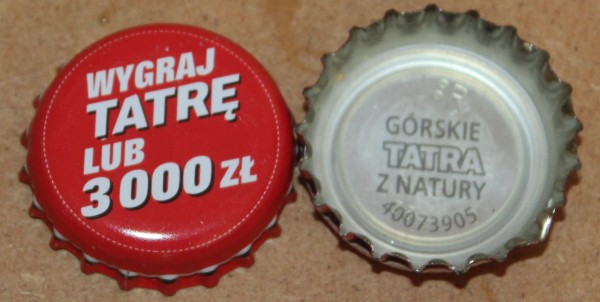 WYGRAJ
TATRĘ
LUB
3 000 ZŁ
GÓRSKIE
TATRA
Z NATURY
40073905